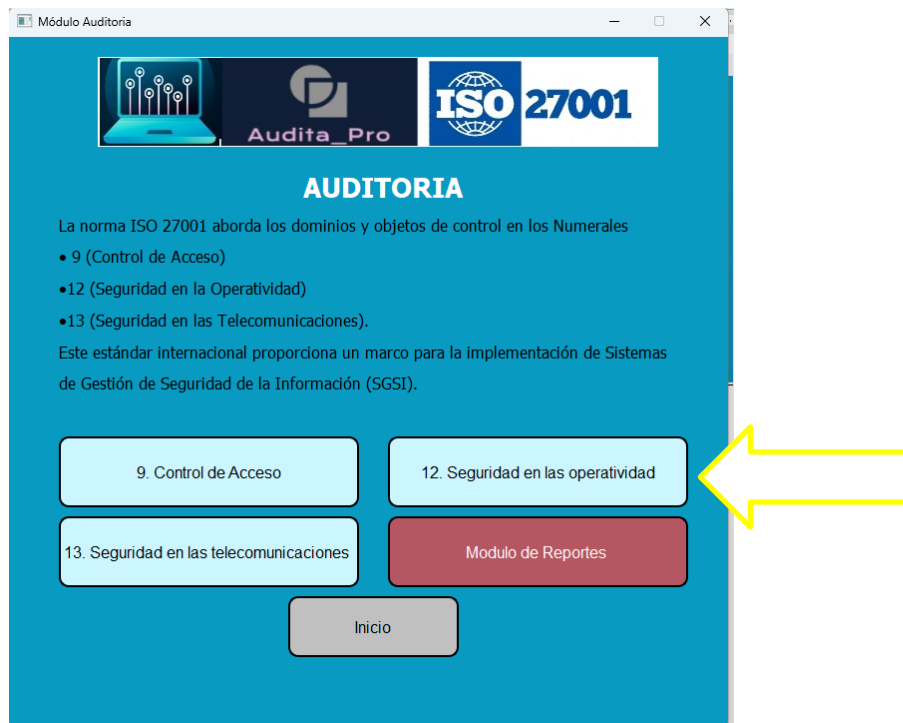 Módulo Auditoria
Audita_Pro
ISO 27001
AUDITORIA
La norma ISO 27001 aborda los dominios y objetos de control en los Numerales
• 9 (Control de Acceso)
•12 (Seguridad en la Operatividad)
•13 (Seguridad en las Telecomunicaciones).
Este estándar internacional proporciona un marco para la implementación de Sistemas
de Gestión de Seguridad de la Información (SGSI).
9. Control de Acceso
12. Seguridad en las operatividad
13. Seguridad en las telecomunicaciones
Modulo de Reportes
Inicio